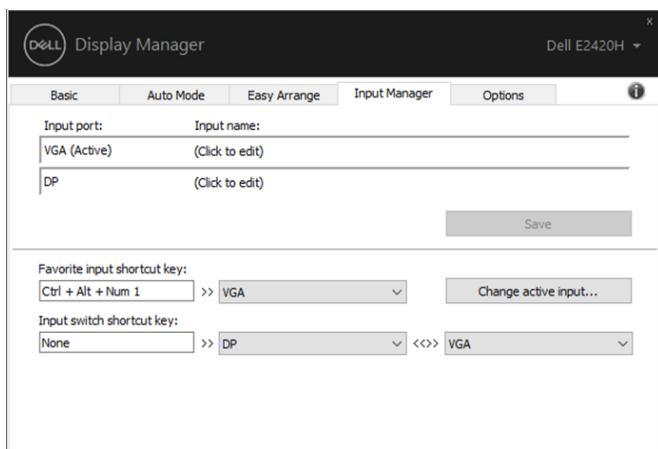 x
DELL Display Manager Dell E2420H
Basic Auto Mode Easy Arrange Input Manager Options i
Input port: Input name:
VGA (Active) (Click to edit)
DP (Click to edit)
Save
Favorite input shortcut key:
Ctrl + Alt + Num 1 >> VGA Change active input...
Input switch shortcut key:
None >> DP <<>> VGA